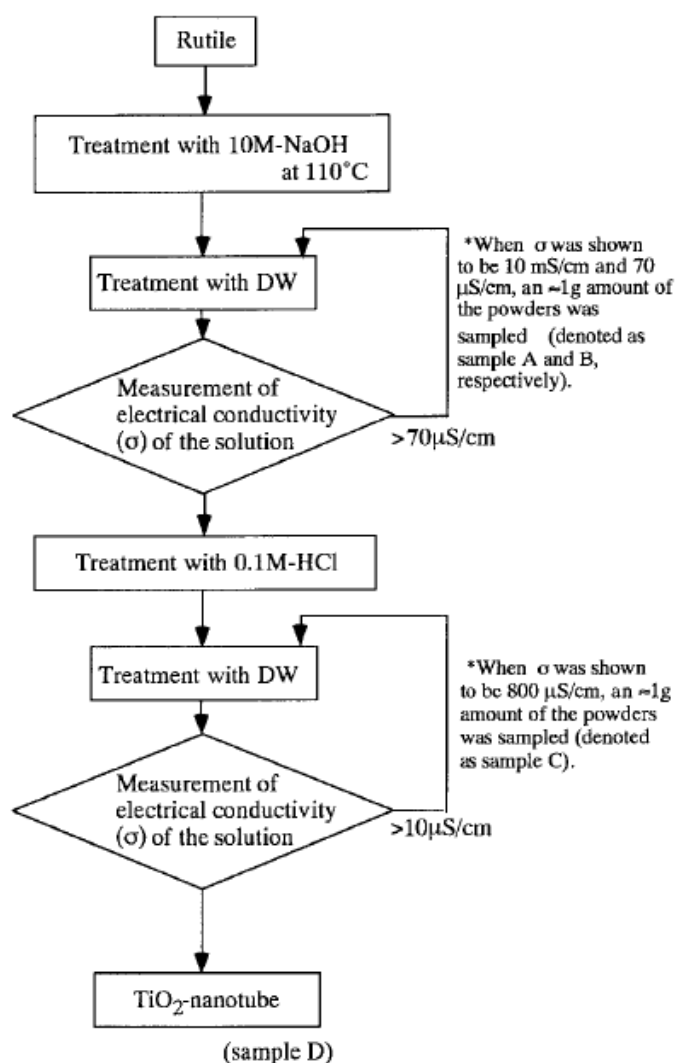 Rutile
Treatment with 10M-NaOH
at 110°C
Treatment with DW
*When σ was shown
to be 10 mS/cm and 70
μS/cm, an ≈1g amount of
the powders was
sampled (denoted as
sample A and B,
respectively).
Measurement of
electrical conductivity
(σ) of the solution
>70μS/cm
Treatment with 0.1M-HCl
Treatment with DW
*When σ was shown
to be 800 μS/cm, an ≈1g
amount of the powders
was sampled (denoted
as sample C).
Measurement of
electrical conductivity
(σ) of the solution
>10μS/cm
TiO₂-nanotube
(sample D)